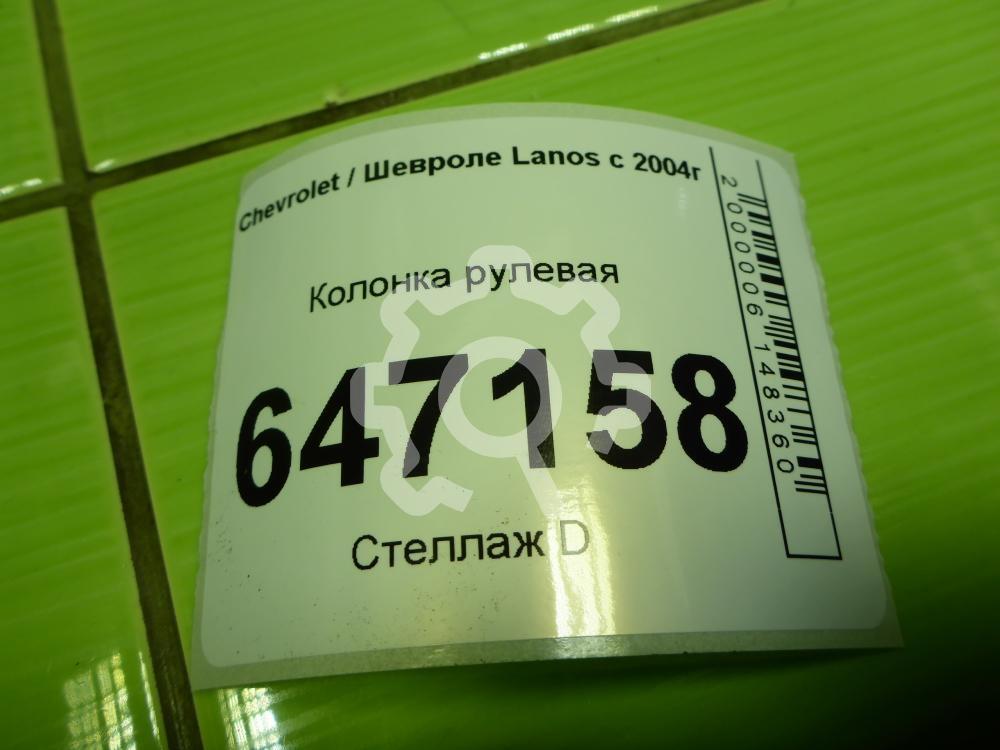 Chevrolet / Шевроле Lanos с 2004г
Колонка рулевая
647158
Стеллаж D
2000006148360